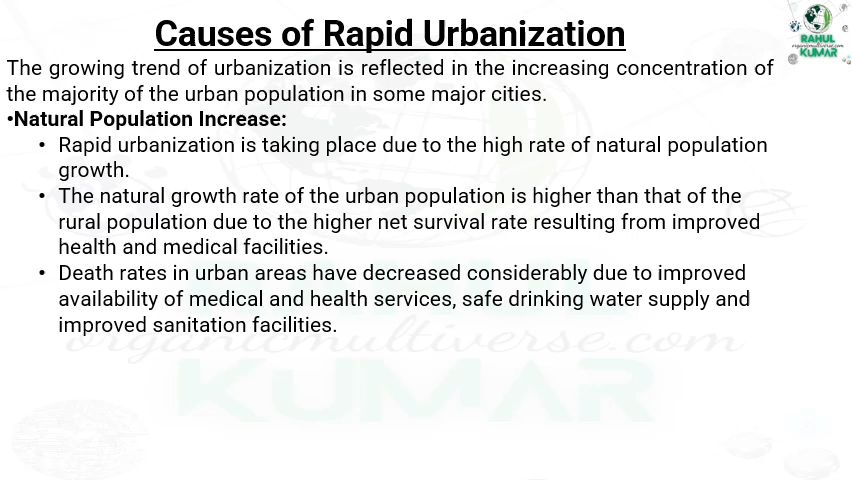 Causes of Rapid Urbanization
RAHUL
organicmultiverse.com
KUMAR
The growing trend of urbanization is reflected in the increasing concentration of
the majority of the urban population in some major cities.
•Natural Population Increase:
• Rapid urbanization is taking place due to the high rate of natural population
growth.
• The natural growth rate of the urban population is higher than that of the
rural population due to the higher net survival rate resulting from improved
health and medical facilities.
• Death rates in urban areas have decreased considerably due to improved
availability of medical and health services, safe drinking water supply and
improved sanitation facilities.
RAHUL
organicmultiverse.com
KUMAR